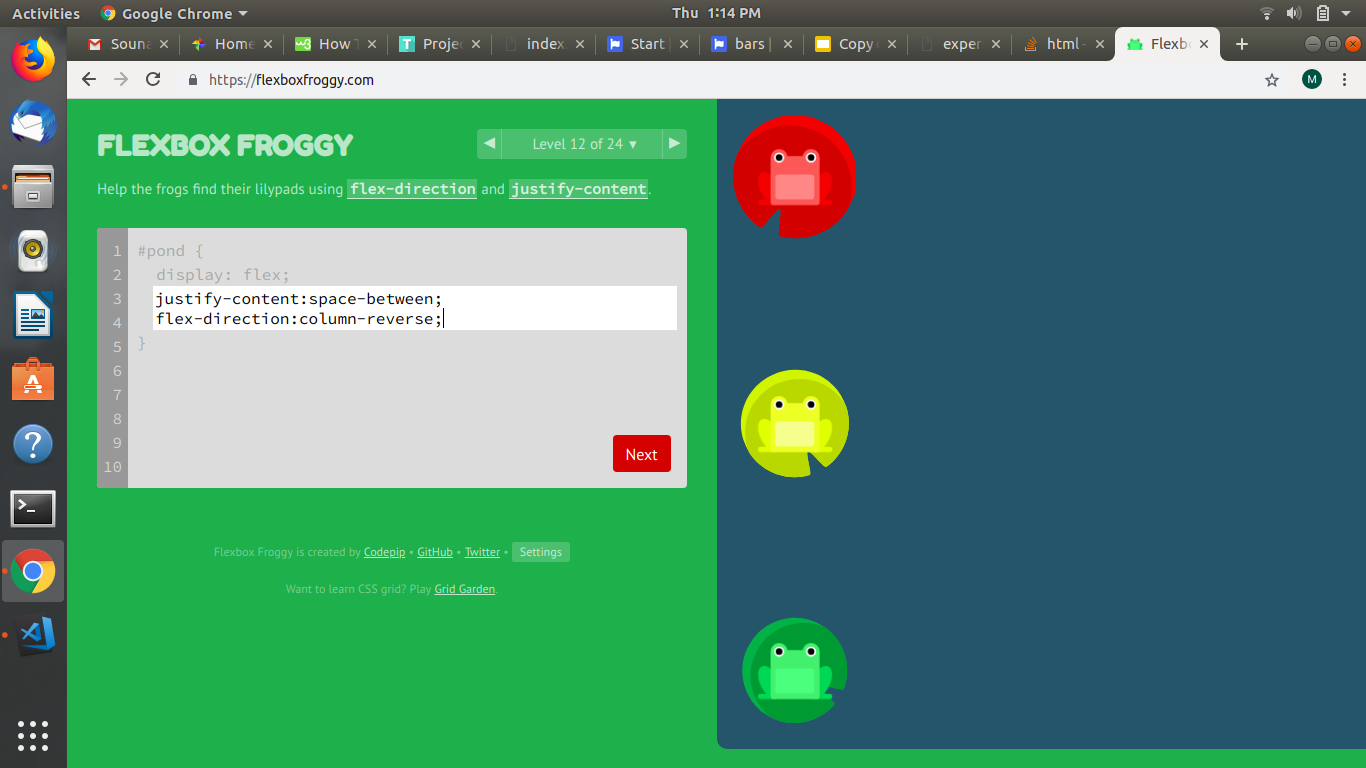 Activities Google Chrome Thu 1:14 PM
Souna Home How T Proje index Start bars | Copy exper html - Flexb
https://flexboxfroggy.com M
FLEXBOX FROGGY
Level 12 of 24
Help the frogs find their lilypads using flex-direction and justify-content.
1 #pond {
2 display: flex;
3 justify-content:space-between;
4 flex-direction:column-reverse;
5 }
6
7
8
9
10
Next
Flexbox Froggy is created by Codepip • GitHub • Twitter • Settings
Want to learn CSS grid? Play Grid Garden.